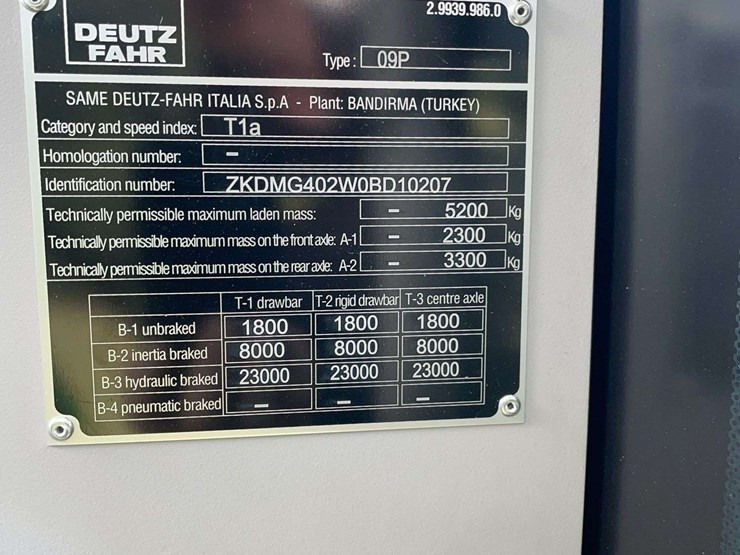 2.9939.986.0
DEUTZ
FAHR
Type: 09P
SAME DEUTZ-FAHR ITALIA S.p.A - Plant: BANDIRMA (TURKEY)
Category and speed index: T1a
Homologation number: -
Identification number: ZKDMG402W0BD10207
Technically permissible maximum laden mass: - 5200 Kg
Technically permissible maximum mass on the front axle: A-1 - 2300 Kg
Technically permissible maximum mass on the rear axle: A-2 - 3300 Kg
T-1 drawbar T-2 rigid drawbar T-3 centre axle
B-1 unbraked 1800 1800 1800
B-2 inertia braked 8000 8000 8000
B-3 hydraulic braked 23000 23000 23000
B-4 pneumatic braked - - -